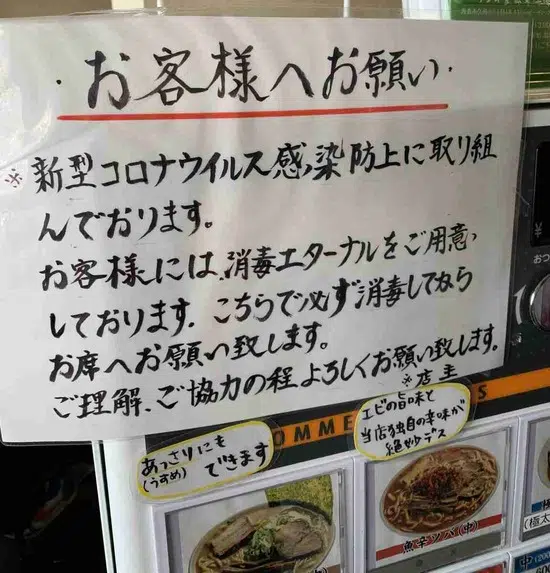 ・お客様へお願い・
※新型コロナウイルス感染防止に取り組
んでおります。
お客様には、消毒エターナルをご用意
しております。こちらで必ず消毒してから
お席へお願い致します。
ご理解、ご協力の程よろしくお願い致します。
※店主
あっさりにも
(うすめ)できます
エビの旨味と
当店独自の辛味が
絶妙デス
OMME
S
魚辛ソバ(中)